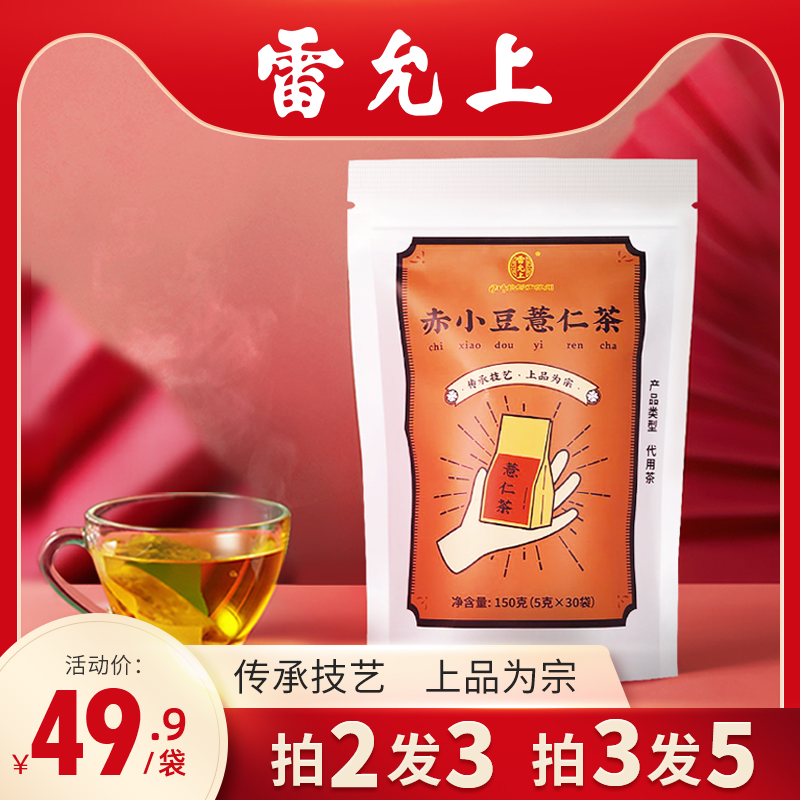 雷允上
雷允上
赤小豆薏仁茶
chi xiao dou yi ren cha
传承技艺·上品为宗
薏仁茶
产品类型 代用茶
净含量: 150克(5克×30袋)
活动价:
¥49.9/袋
传承技艺 上品为宗
拍2发3 拍3发5